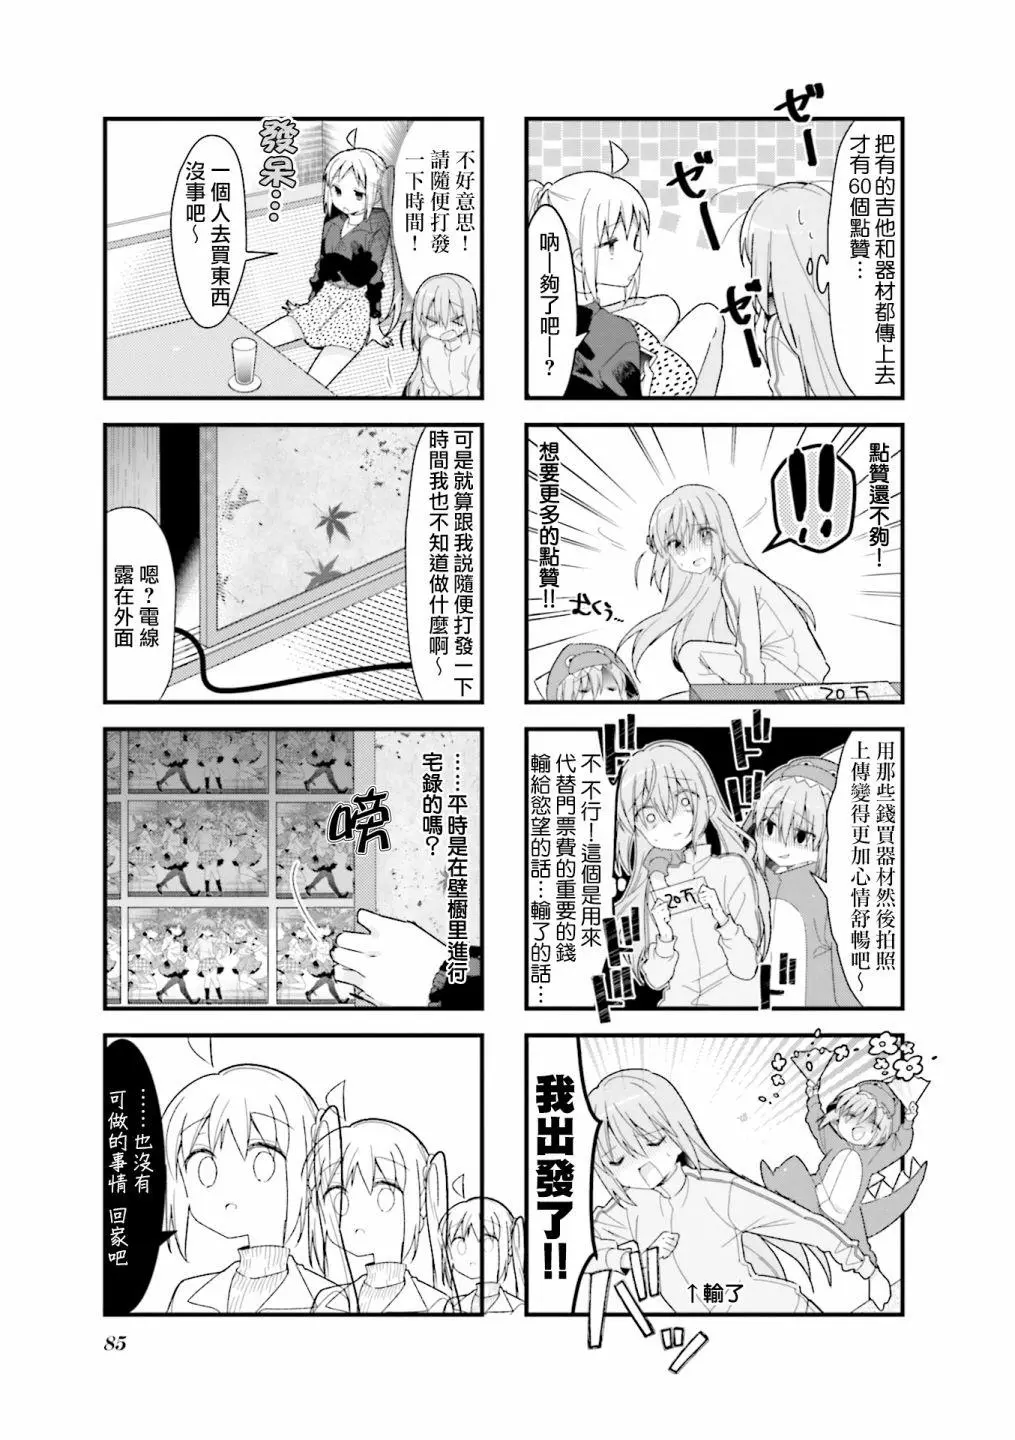 把有的吉他和器材都傳上去
才有60個點贊…
ゼー
ゼー
吶ー夠了吧ー?
點贊還不夠！
!!
想要更多的點贊!!
むくぅ…
20万
用那些錢買器材然後拍照
上傳變得更加心情舒暢吧～
不 不行！這個是用來
代替門票費的重要的錢
輸給慾望的話…輸了的話…
20万
我出發了!!
↑輸了
不好意思！
請隨便打發
一下時間！
發呆…
一個人去買東西
沒事吧～
可是就算跟我說隨便打發一下
時間我也不知道做什麼啊～
嗯？電線
露在外面
……平時是在壁櫥里進行
宅錄的嗎？
嘭
……也沒有
可做的事情 回家吧
85